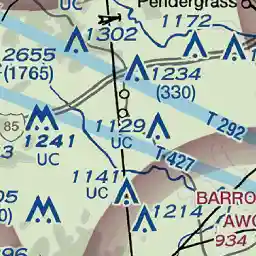 Pendergrass
UC
1302
1172
2655
(1765)
1234
(330)
85
1241
UC
1129
UC
T 292
T 427
1141
UC
1214
BARRO
AWO
934